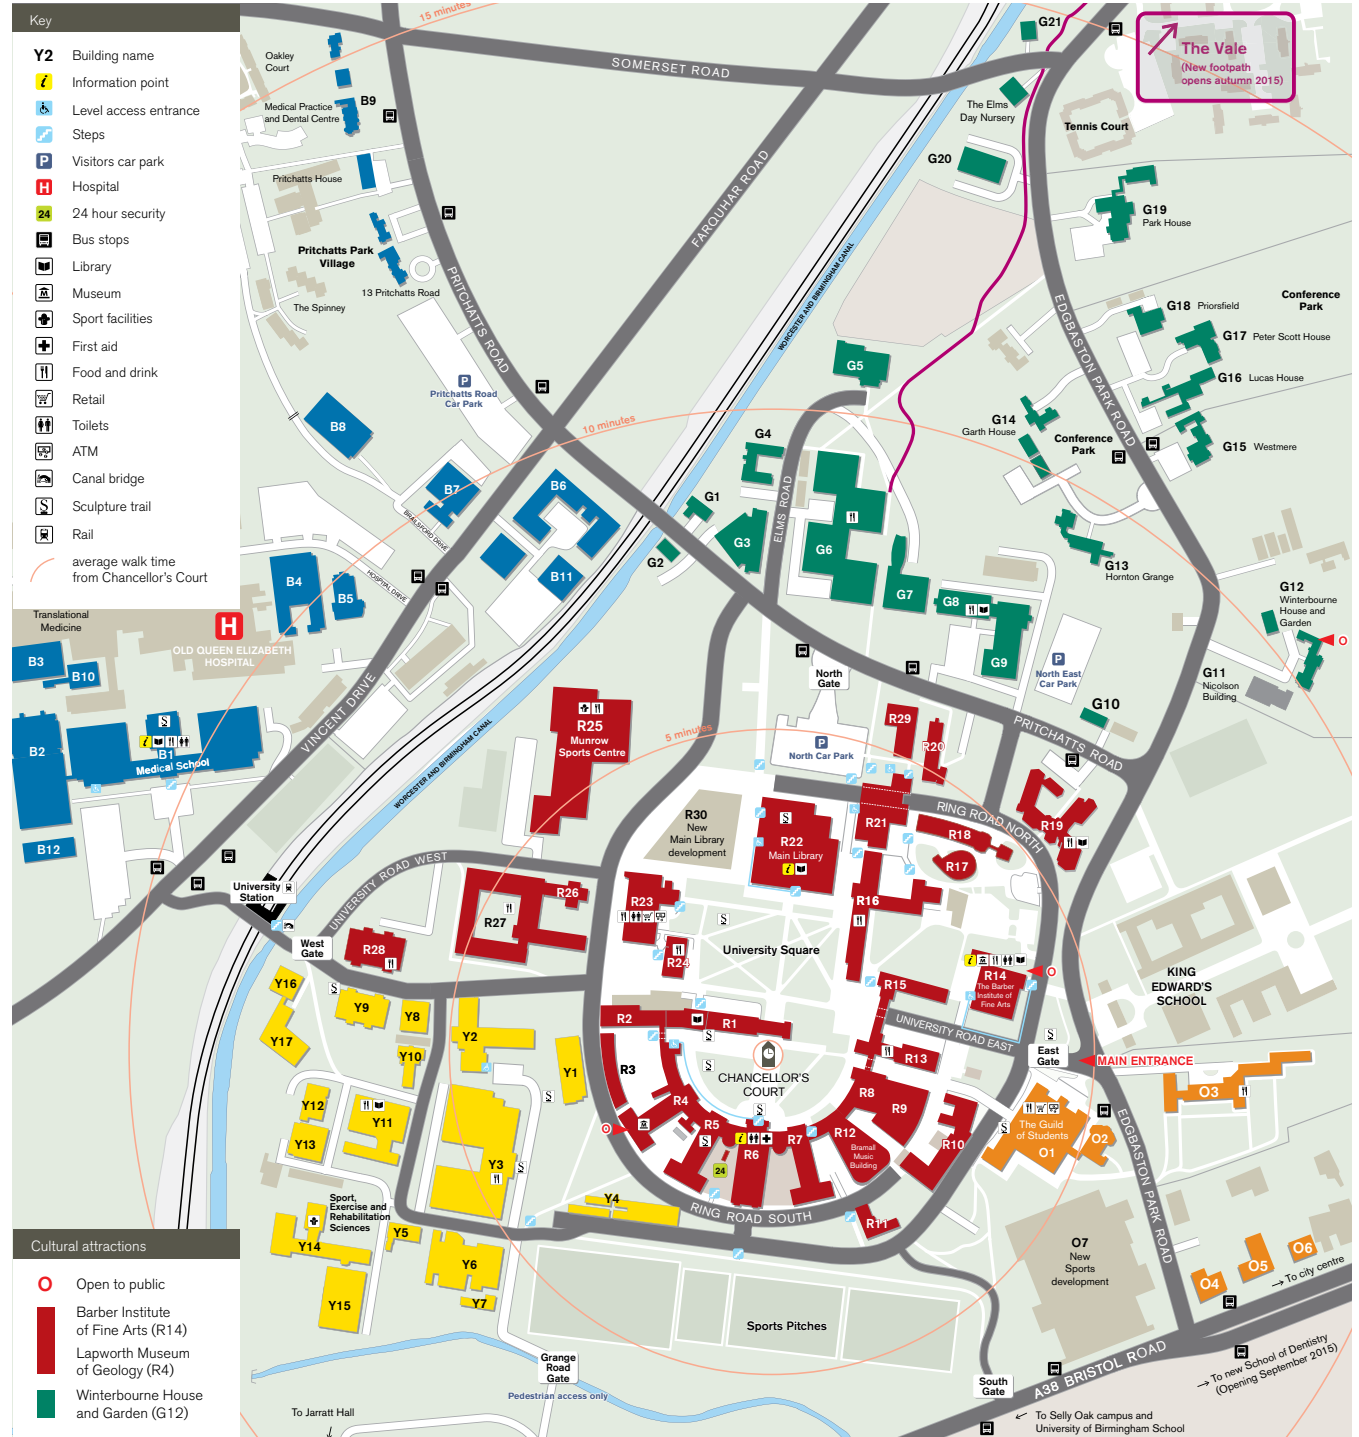 Key
Y2 Building name
i Information point
Level access entrance
Steps
P Visitors car park
H Hospital
24 24 hour security
Bus stops
Library
Museum
Sport facilities
First aid
Food and drink
Retail
Toilets
ATM
Canal bridge
Sculpture trail
Rail
average walk time
from Chancellor's Court
Cultural attractions
O Open to public
Barber Institute
of Fine Arts (R14)
Lapworth Museum
of Geology (R4)
Winterbourne House
and Garden (G12)
15 minutes
SOMERSET ROAD
G21
The Vale
(New footpath
opens autumn 2015)
Oakley
Court
B9
Medical Practice
and Dental Centre
Pritchatts House
Pritchatts Park
Village
13 Pritchatts Road
The Spinney
PRITCHATTS ROAD
FARQUHAR ROAD
WORCESTER AND BIRMINGHAM CANAL
The Elms
Day Nursery
G20
Tennis Court
G19
Park House
EDGBASTON PARK ROAD
G18 Priorsfield
Conference
Park
G17 Peter Scott House
G16 Lucas House
G15 Westmere
G14
Garth House
Conference
Park
G13
Hornton Grange
G12
Winterbourne
House and
Garden
O
G11
Nicolson
Building
G10
P
Pritchatts Road
Car Park
10 minutes
B8
B7
B6
B11
BRAILSFORD DRIVE
HOSPITAL DRIVE
B4
B5
G1
G2
G3
G4
G5
G6
G7
G8
G9
ELMS ROAD
P
North East
Car Park
PRITCHATTS ROAD
Translational
Medicine
H
OLD QUEEN ELIZABETH
HOSPITAL
B3
B10
B2
i
B1
Medical School
B12
VINCENT DRIVE
WORCESTER AND BIRMINGHAM CANAL
North
Gate
P
North Car Park
5 minutes
R25
Munrow
Sports Centre
R29
R20
R30
New
Main Library
development
R22
Main Library
i
R21
RING ROAD NORTH
R18
R17
R19
R16
University
Station
UNIVERSITY ROAD WEST
West
Gate
R28
R27
R26
R23
R24
University Square
R15
i
R14
The Barber
Institute of
Fine Arts
O
KING
EDWARD'S
SCHOOL
UNIVERSITY ROAD EAST
East
Gate
MAIN ENTRANCE
R2
R1
R3
R4
R5
R6
R7
R8
R9
R10
R11
R12
Bramall
Music
Building
R13
CHANCELLOR'S
COURT
O
i
24
RING ROAD SOUTH
Y16
Y17
Y9
Y8
Y10
Y2
Y1
Y12
Y13
Y11
Y3
Y4
Sport,
Exercise and
Rehabilitation
Sciences
Y14
Y5
Y6
Y7
Y15
The Guild
of Students
O1
O2
O3
EDGBASTON PARK ROAD
O7
New
Sports
development
O4
O5
O6
To city centre
Sports Pitches
Grange
Road
Gate
Pedestrian access only
South
Gate
A38 BRISTOL ROAD
To new School of Dentistry
(Opening September 2015)
To Selly Oak campus and
University of Birmingham School
To Jarratt Hall